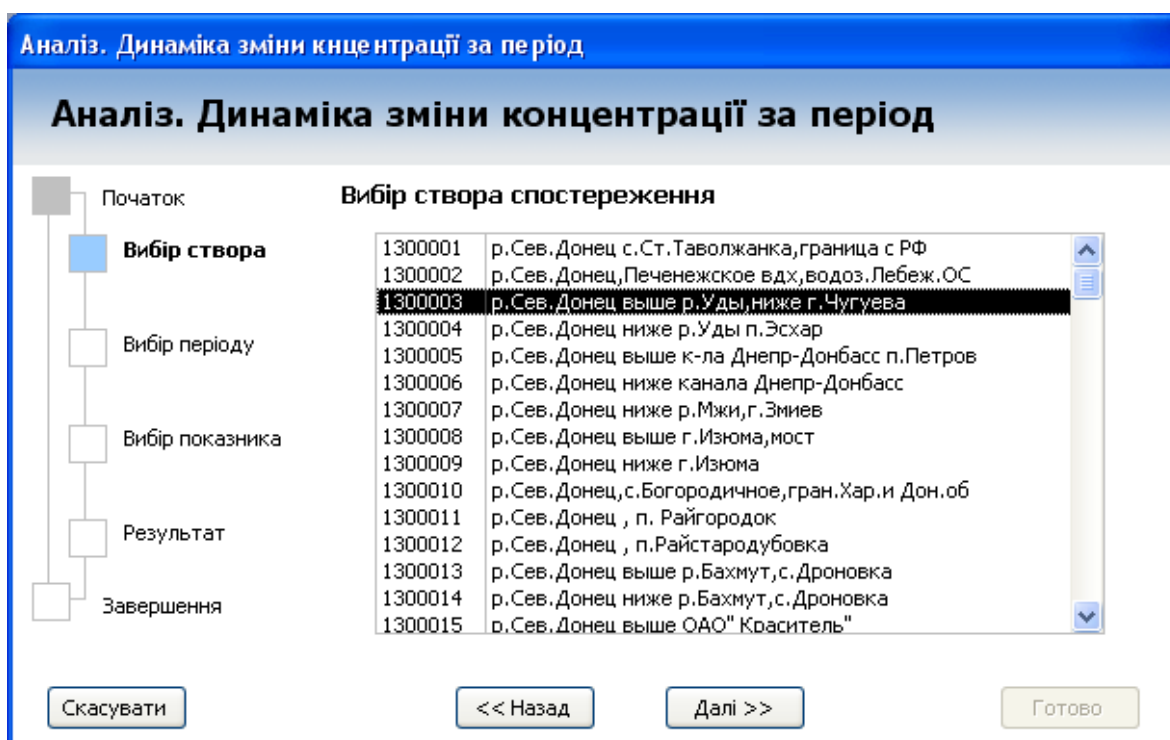 Аналіз. Динаміка зміни кнцентрації за період
Аналіз. Динаміка зміни концентрації за період
Початок
Вибір створа
Вибір періоду
Вибір показника
Результат
Завершення
Вибір створа спостереження
1300001 р.Сев.Донец с.Ст.Таволжанка,граница с РФ
1300002 р.Сев.Донец,Печенежское вдх,водоз.Лебеж.ОС
1300003 р.Сев.Донец выше р.Уды,ниже г.Чугуева
1300004 р.Сев.Донец ниже р.Уды п.Эсхар
1300005 р.Сев.Донец выше к-ла Днепр-Донбасс п.Петров
1300006 р.Сев.Донец ниже канала Днепр-Донбасс
1300007 р.Сев.Донец ниже р.Мжи,г.Змиев
1300008 р.Сев.Донец выше г.Изюма,мост
1300009 р.Сев.Донец ниже г.Изюма
1300010 р.Сев.Донец,с.Богородичное,гран.Хар.и Дон.об
1300011 р.Сев.Донец , п. Райгородок
1300012 р.Сев.Донец , п.Райстародубовка
1300013 р.Сев.Донец выше р.Бахмут,с.Дроновка
1300014 р.Сев.Донец ниже р.Бахмут,с.Дроновка
1300015 р.Сев.Донец выше ОАО" Краситель"
Скасувати
<< Назад
Далі >>
Готово